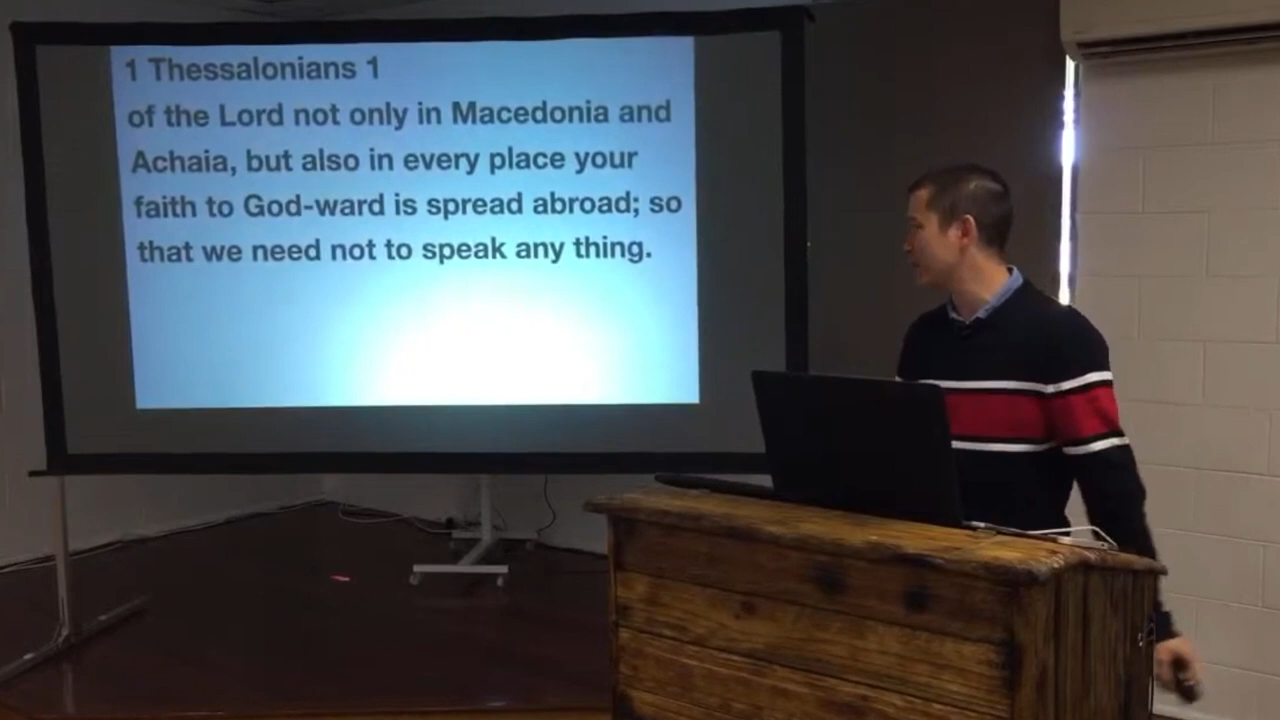 1 Thessalonians 1
of the Lord not only in Macedonia and
Achaia, but also in every place your
faith to God-ward is spread abroad; so
that we need not to speak any thing.